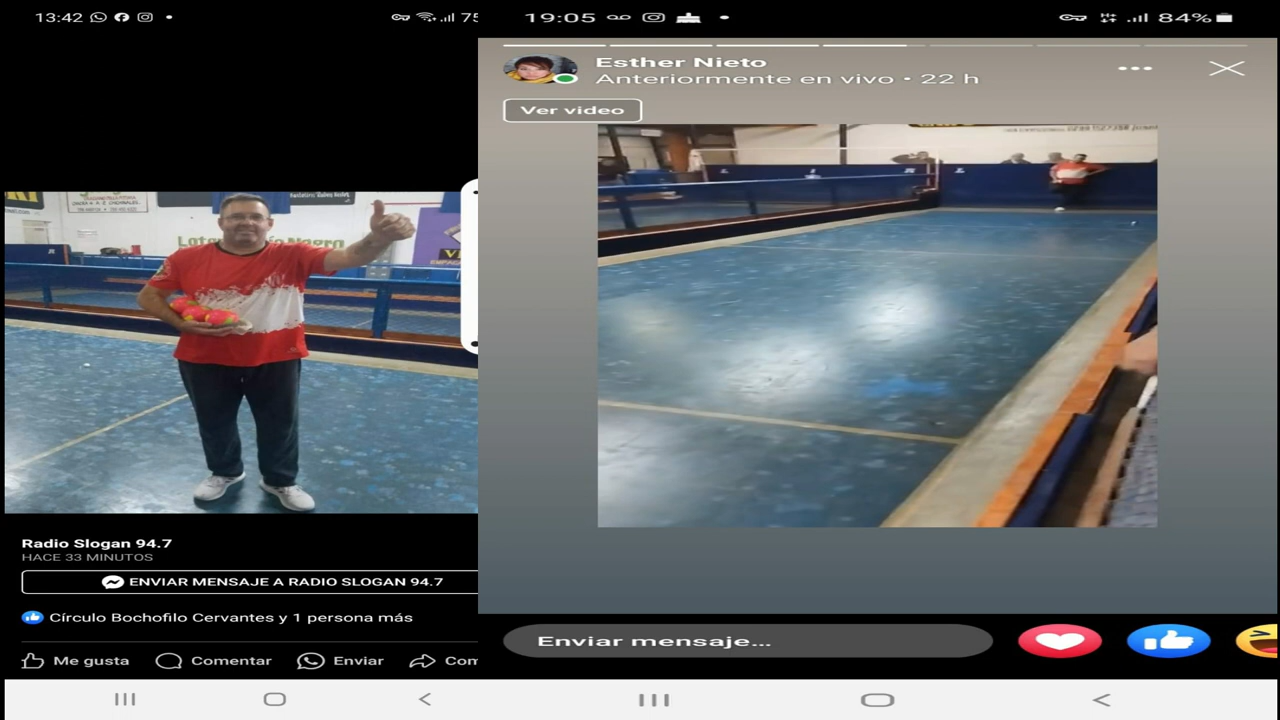 13:42
75
Radio Slogan 94.7
HACE 33 MINUTOS
ENVIAR MENSAJE A RADIO SLOGAN 94.7
Círculo Bochofilo Cervantes y 1 persona más
Me gusta
Comentar
Enviar
Com
19:05
84%
Esther Nieto
Anteriormente en vivo • 22 h
Ver video
Enviar mensaje...